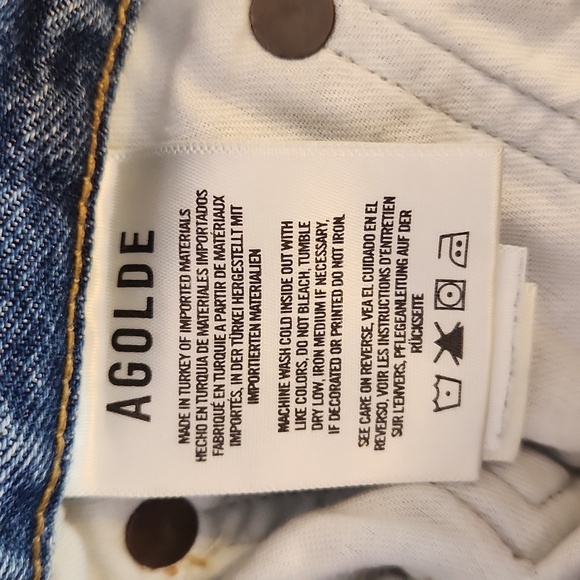 AGOLDE
MADE IN TURKEY OF IMPORTED MATERIALS
HECHO EN TURQUIA DE MATERIALES IMPORTADOS
FABRIQUÉ EN TURQUIE A PARTIR DE MATÉRIAUX
IMPORTÉS, IN DER TÜRKEI HERGESTELLT MIT
IMPORTIERTEN MATERIALIEN
MACHINE WASH COLD INSIDE OUT WITH
LIKE COLORS, DO NOT BLEACH, TUMBLE
DRY LOW, IRON MEDIUM IF NECESSARY,
IF DECORATED OR PRINTED DO NOT IRON.
SEE CARE ON REVERSE, VEA EL CUIDADO EN EL
REVERSO, VOIR LES INSTRUCTIONS D'ENTRETIEN
SUR L'ENVERS, PFLEGEANLEITUNG AUF DER
RÜCKSEITE